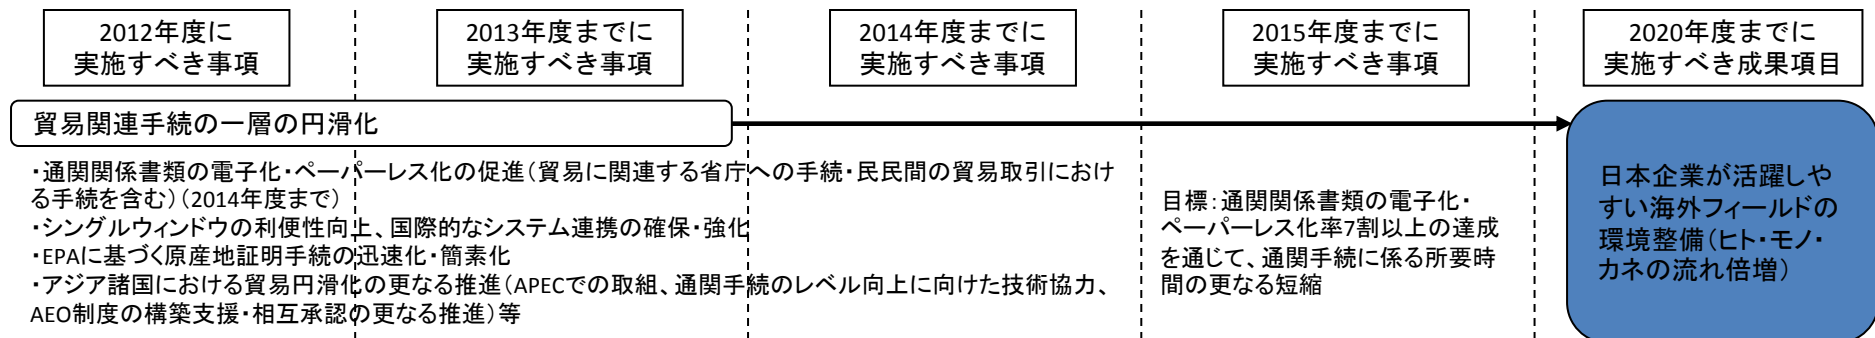 2012年度に
実施すべき事項
2013年度までに
実施すべき事項
2014年度までに
実施すべき事項
2015年度までに
実施すべき事項
2020年度までに
実施すべき成果項目
貿易関連手続の一層の円滑化
・通関関係書類の電子化・ペーパーレス化の促進(貿易に関連する省庁への手続・民民間の貿易取引におけ
る手続を含む)(2014年度まで)
・シングルウィンドウの利便性向上、国際的なシステム連携の確保・強化
・EPAに基づく原産地証明手続の迅速化・簡素化
・アジア諸国における貿易円滑化の更なる推進(APECでの取組、通関手続のレベル向上に向けた技術協力、
AEO制度の構築支援・相互承認の更なる推進)等
目標:通関関係書類の電子化・
ペーパーレス化率7割以上の達成
を通じて、通関手続に係る所要時
間の更なる短縮
日本企業が活躍しや
すい海外フィールドの
環境整備(ヒト・モノ・
カネの流れ倍増)